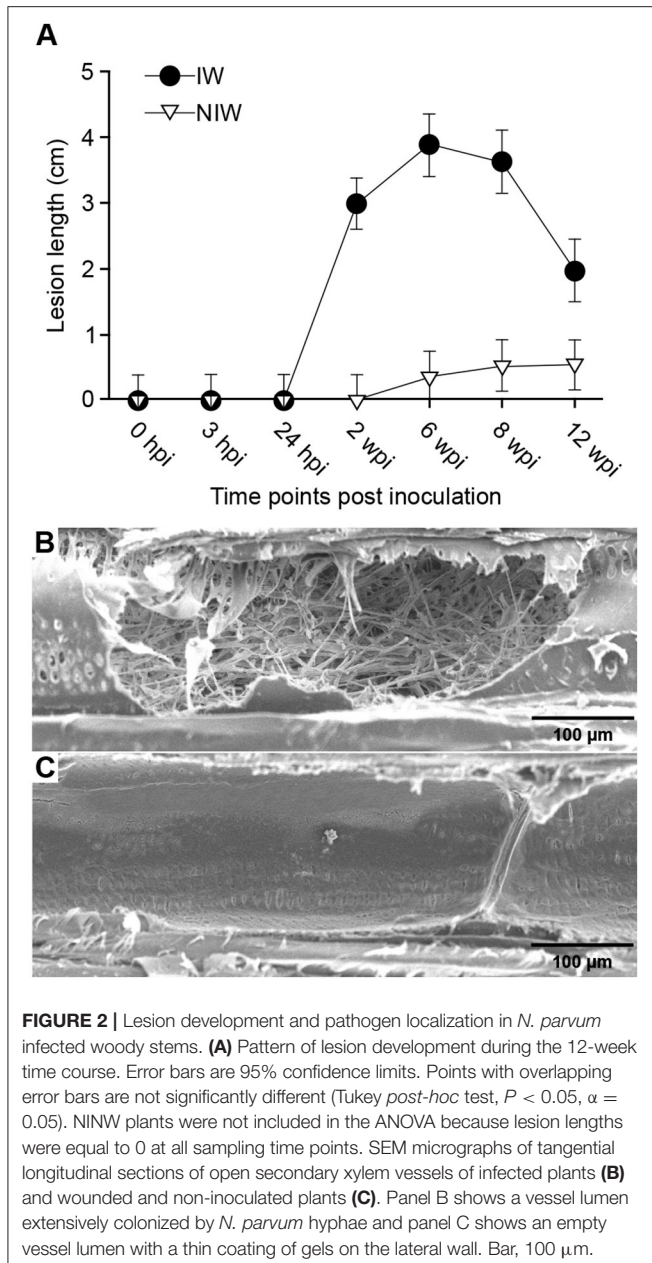 A
5
4
3
2
1
0
Lesion length (cm)
IW
NIW
0 hpi
3 hpi
24 hpi
2 wpi
6 wpi
8 wpi
12 wpi
Time points post inoculation
B
100 µm
C
100 µm
FIGURE 2 | Lesion development and pathogen localization in N. parvum
infected woody stems. (A) Pattern of lesion development during the 12-week
time course. Error bars are 95% confidence limits. Points with overlapping
error bars are not significantly different (Tukey post-hoc test, P < 0.05, α =
0.05). NINW plants were not included in the ANOVA because lesion lengths
were equal to 0 at all sampling time points. SEM micrographs of tangential
longitudinal sections of open secondary xylem vessels of infected plants (B)
and wounded and non-inoculated plants (C). Panel B shows a vessel lumen
extensively colonized by N. parvum hyphae and panel C shows an empty
vessel lumen with a thin coating of gels on the lateral wall. Bar, 100 µm.